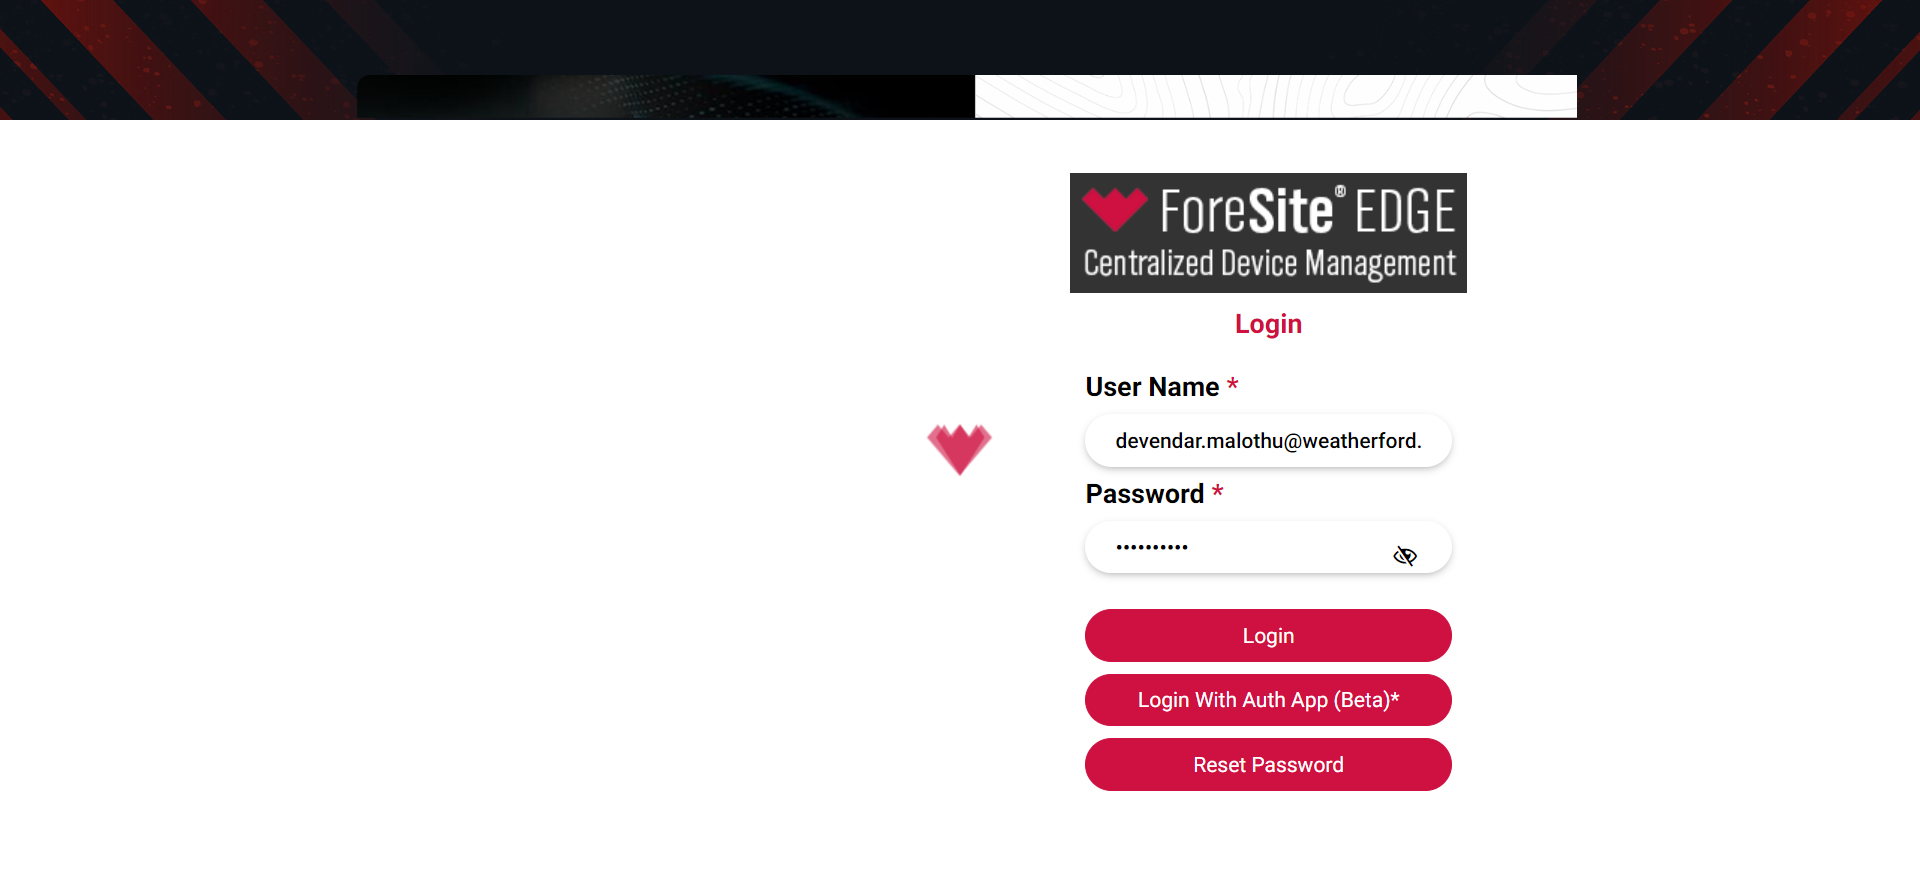 ForeSite® EDGE
Centralized Device Management
Login
User Name *
devendar.malothu@weatherford.
Password *
••••••••••
Login
Login With Auth App (Beta)*
Reset Password